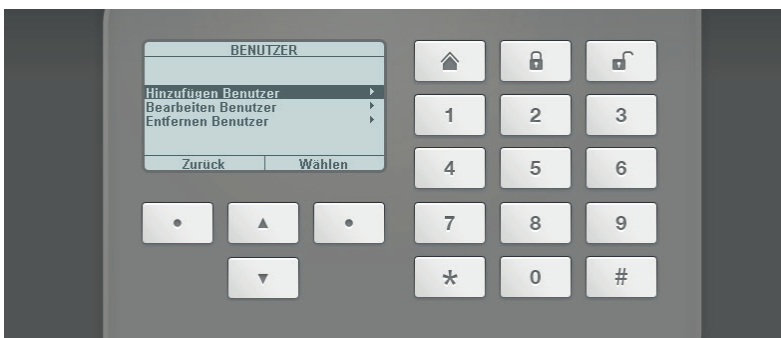 BENUTZER
Hinzufügen Benutzer
Bearbeiten Benutzer
Entfernen Benutzer
Zurück Wählen
1 2 3
4 5 6
7 8 9
* 0 #